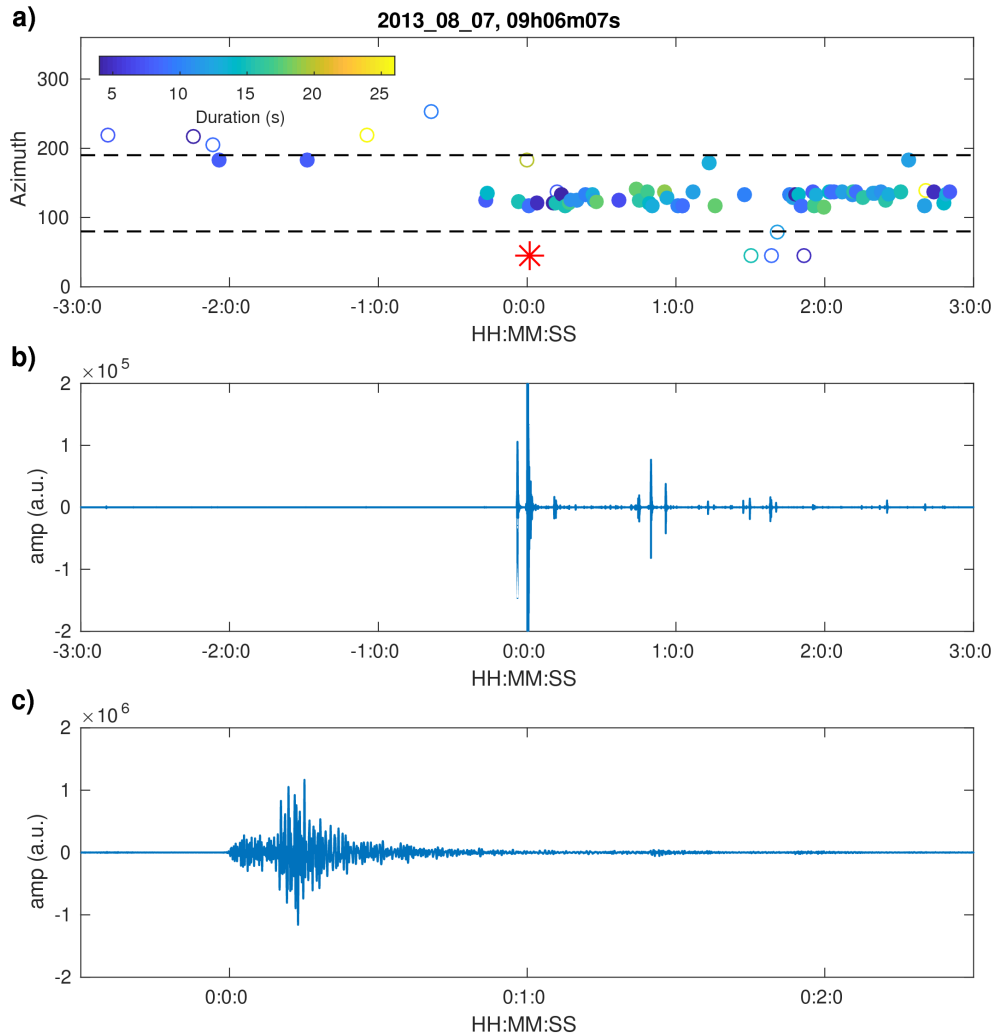 a)
2013_08_07, 09h06m07s
300
200
100
0
Azimuth
5 10 15 20 25
Duration (s)
-3:0:0 -2:0:0 -1:0:0 0:0:0 1:0:0 2:0:0 3:0:0
HH:MM:SS
b)
×10^5
2
1
0
-1
-2
amp (a.u.)
-3:0:0 -2:0:0 -1:0:0 0:0:0 1:0:0 2:0:0 3:0:0
HH:MM:SS
c)
×10^6
2
1
0
-1
-2
amp (a.u.)
0:0:0 0:1:0 0:2:0
HH:MM:SS